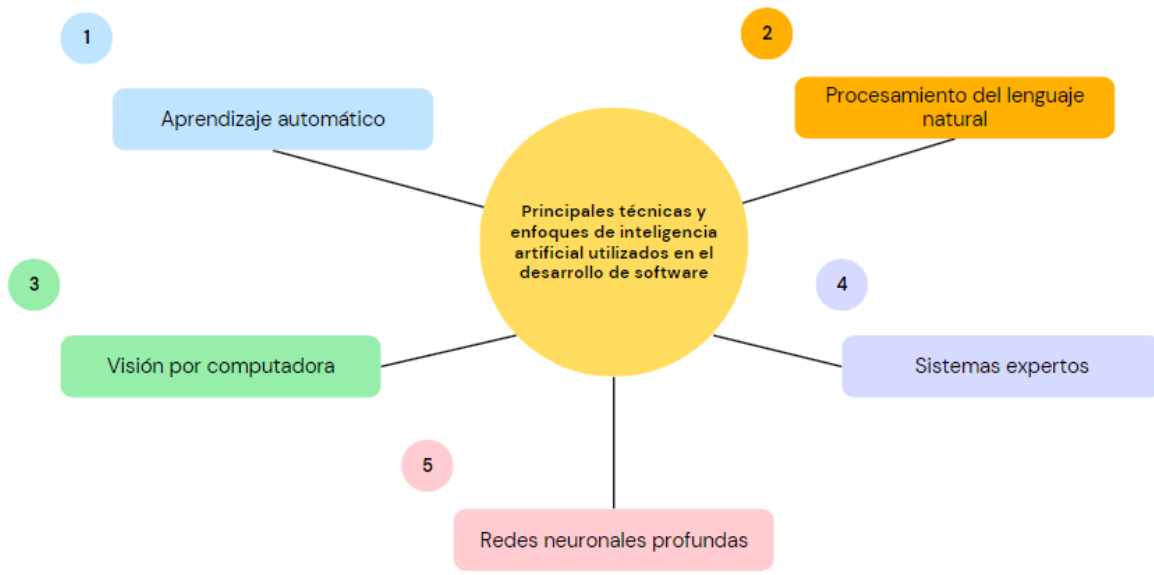 1
Aprendizaje automático
2
Procesamiento del lenguaje
natural
Principales técnicas y
enfoques de inteligencia
artificial utilizados en el
desarrollo de software
3
Visión por computadora
4
Sistemas expertos
5
Redes neuronales profundas